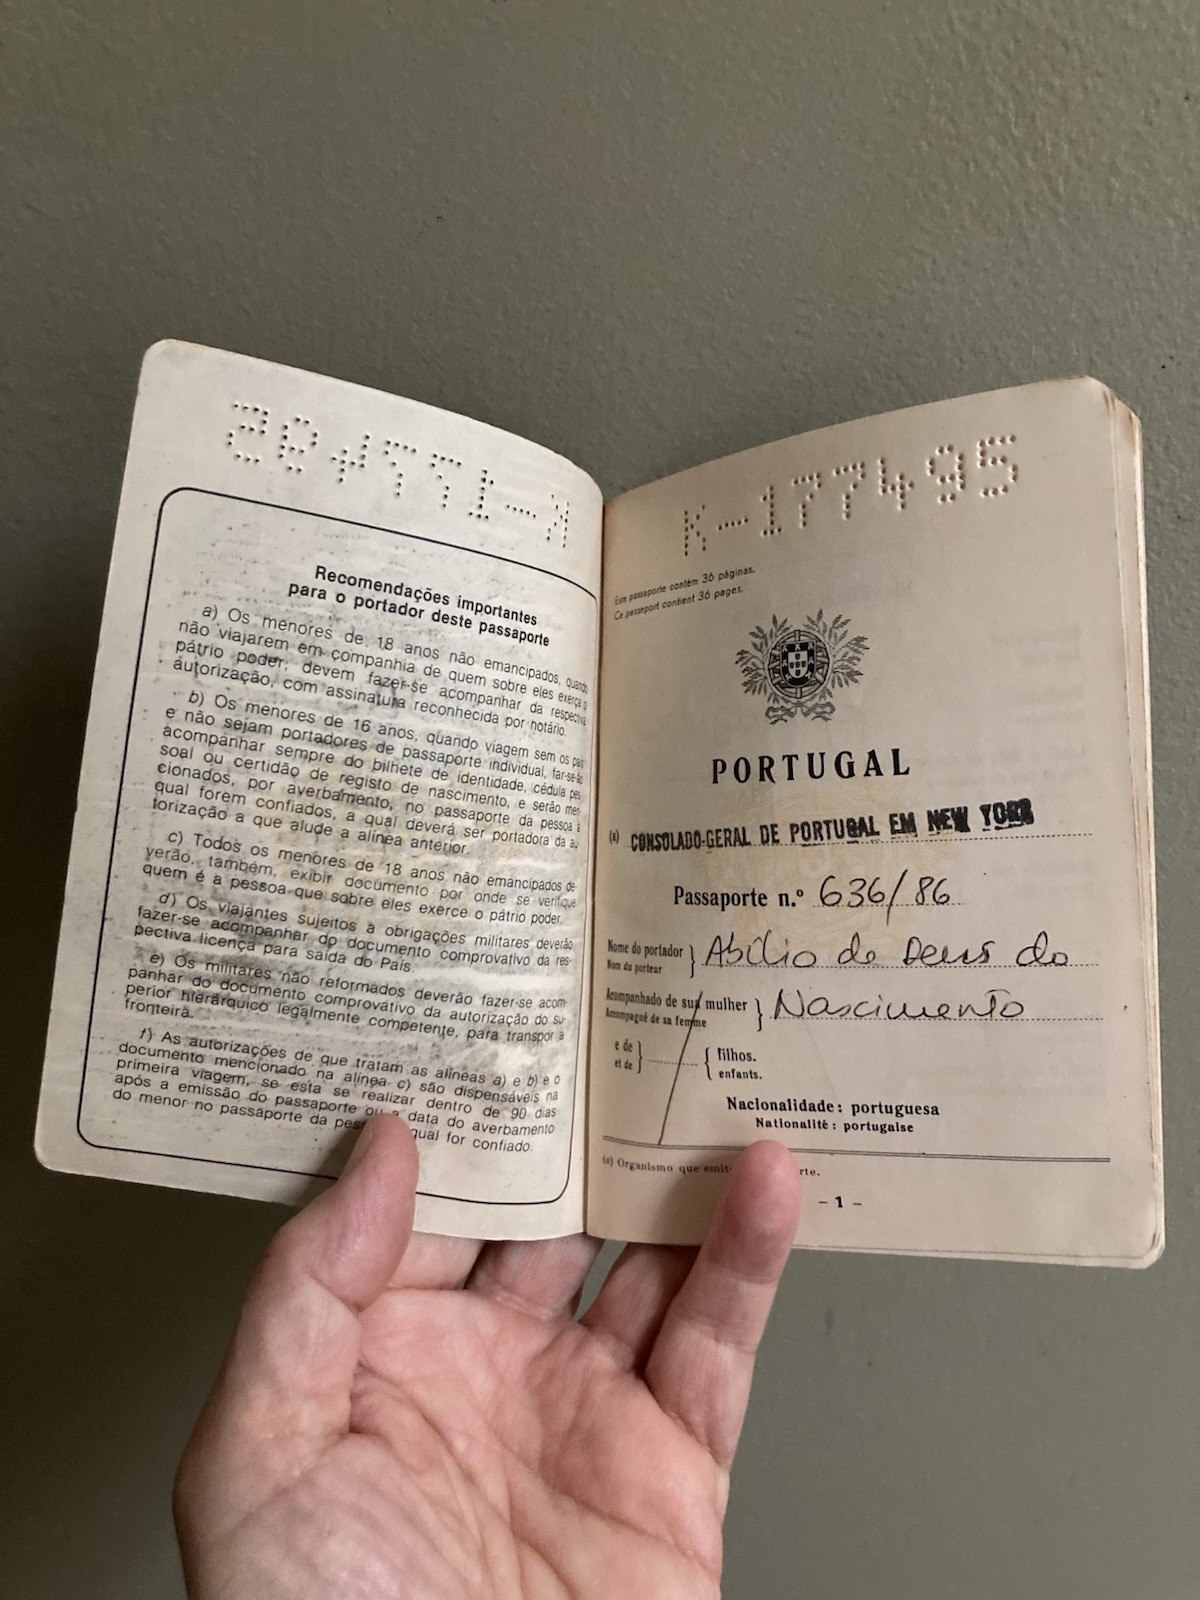 K-177495
Recomendações importantes
para o portador deste passaporte
a) Os menores de 18 anos não emancipados, quando
não viajarem em companhia de quem sobre eles exerça o
pátrio poder, devem fazer-se acompanhar da respectiva
autorização, com assinatura reconhecida por notário.
b) Os menores de 16 anos, quando viagem sem os pais
e não sejam portadores de passaporte individual, far-se-ão
acompanhar sempre do bilhete de identidade, cédula pes-
soal ou certidão de registo de nascimento, e serão men-
cionados, por averbamento, no passaporte da pessoa a
qual forem confiados, a qual deverá ser portadora da a-
torização a que alude a alínea anterior.
c) Todos os menores de 18 anos não emancipados de-
verão, também, exibir documento por onde se verifique
quem é a pessoa que sobre eles exerce o pátrio poder.
d) Os viajantes sujeitos a obrigações militares deverão
fazer-se acompanhar do documento comprovativo da res-
pectiva licença para saída do País.
e) Os militares não reformados deverão fazer-se acom-
panhar do documento comprovativo da autorização do su-
perior hierárquico legalmente competente, para transpor a
fronteira.
f) As autorizações de que tratam as alíneas a) e b) e o
documento mencionado na alínea c) são dispensáveis na
primeira viagem, se esta se realizar dentro de 90 dias
após a emissão do passaporte ou a data do averbamento
do menor no passaporte da qual for confiado.
K-177495
Este passaporte contém 36 páginas.
Ce passeport contient 36 pages.
PORTUGAL
(a) CONSOLADO-GERAL DE PORTUGAL EM NEW YORK
Passaporte n.º 636/86
Nome do portador } Abílio de Deus do
Nom du porteur
Acompanhado de sua mulher } Nascimento
Accompagné de sa femme
e de } { filhos.
et de } { enfants.
Nacionalidade: portuguesa
Nationalité: portugaise
(a) Organismo que
- 1 -